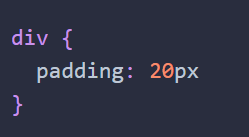 div {
  padding: 20px
}